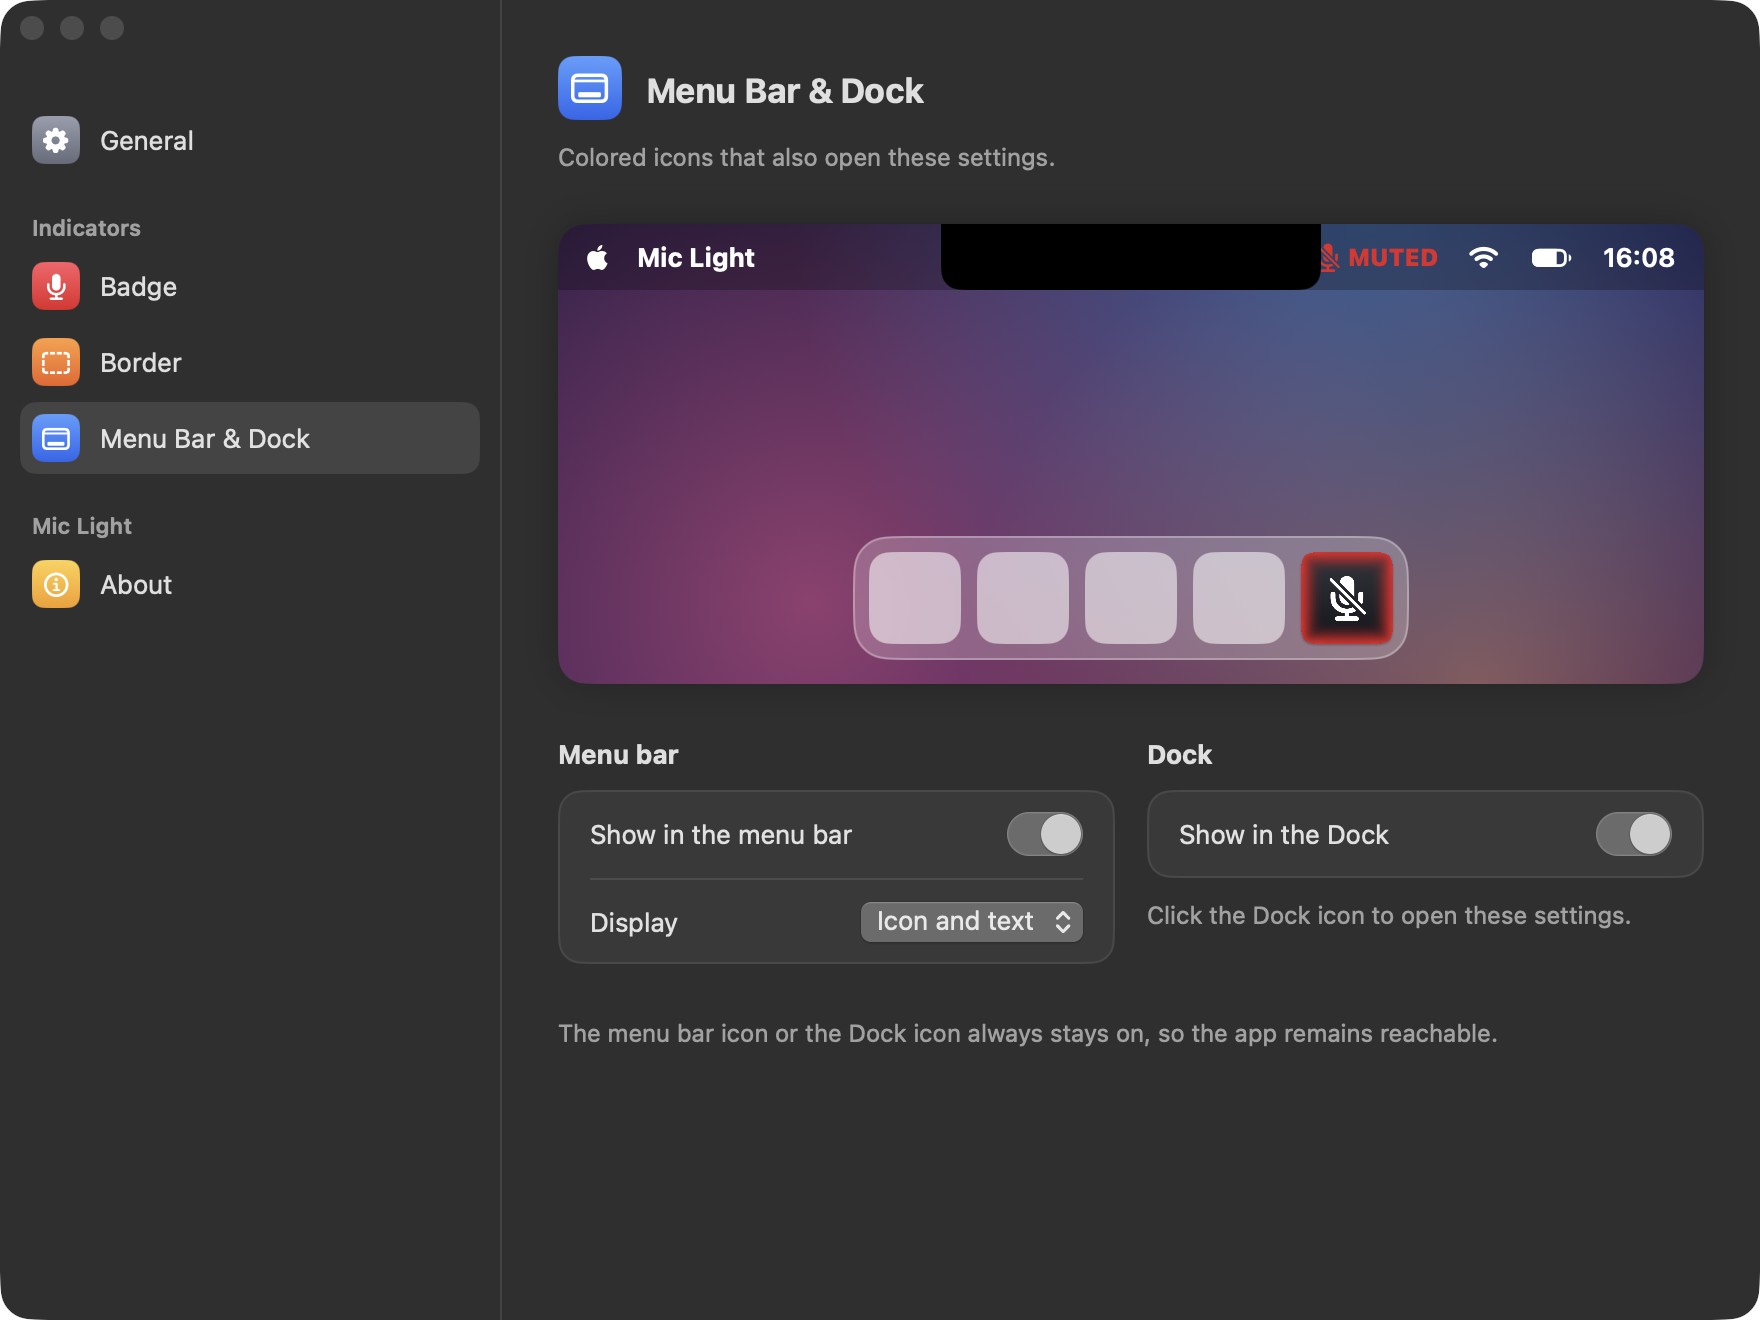 General
Indicators
Badge
Border
Menu Bar & Dock
Mic Light
About
Menu Bar & Dock
Colored icons that also open these settings.
Mic Light
MUTED
16:08
Menu bar
Show in the menu bar
Display
Icon and text
Dock
Show in the Dock
Click the Dock icon to open these settings.
The menu bar icon or the Dock icon always stays on, so the app remains reachable.